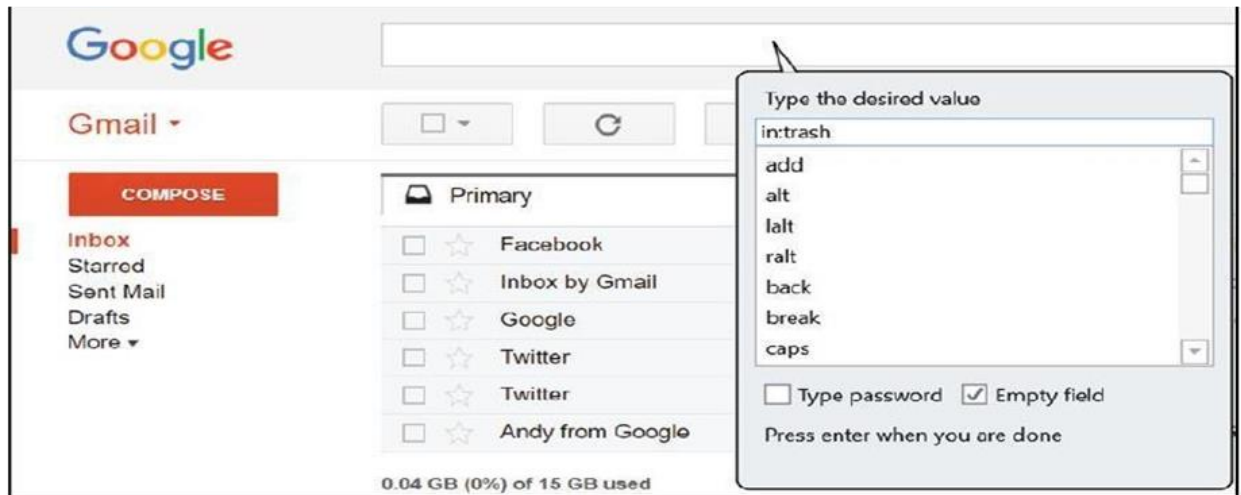 Google
Gmail
COMPOSE
Inbox
Starred
Sent Mail
Drafts
More
Primary
Facebook
Inbox by Gmail
Google
Twitter
Twitter
Andy from Google
0.04 GB (0%) of 15 GB used
Type the desired value
in:trash
add
alt
lalt
ralt
back
break
caps
Type password Empty field
Press enter when you are done